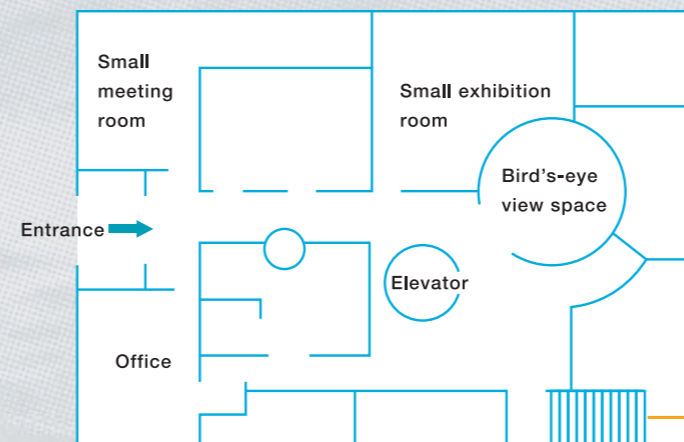 Small
meeting
room
Small exhibition
room
Bird's-eye
view space
Entrance
Elevator
Office